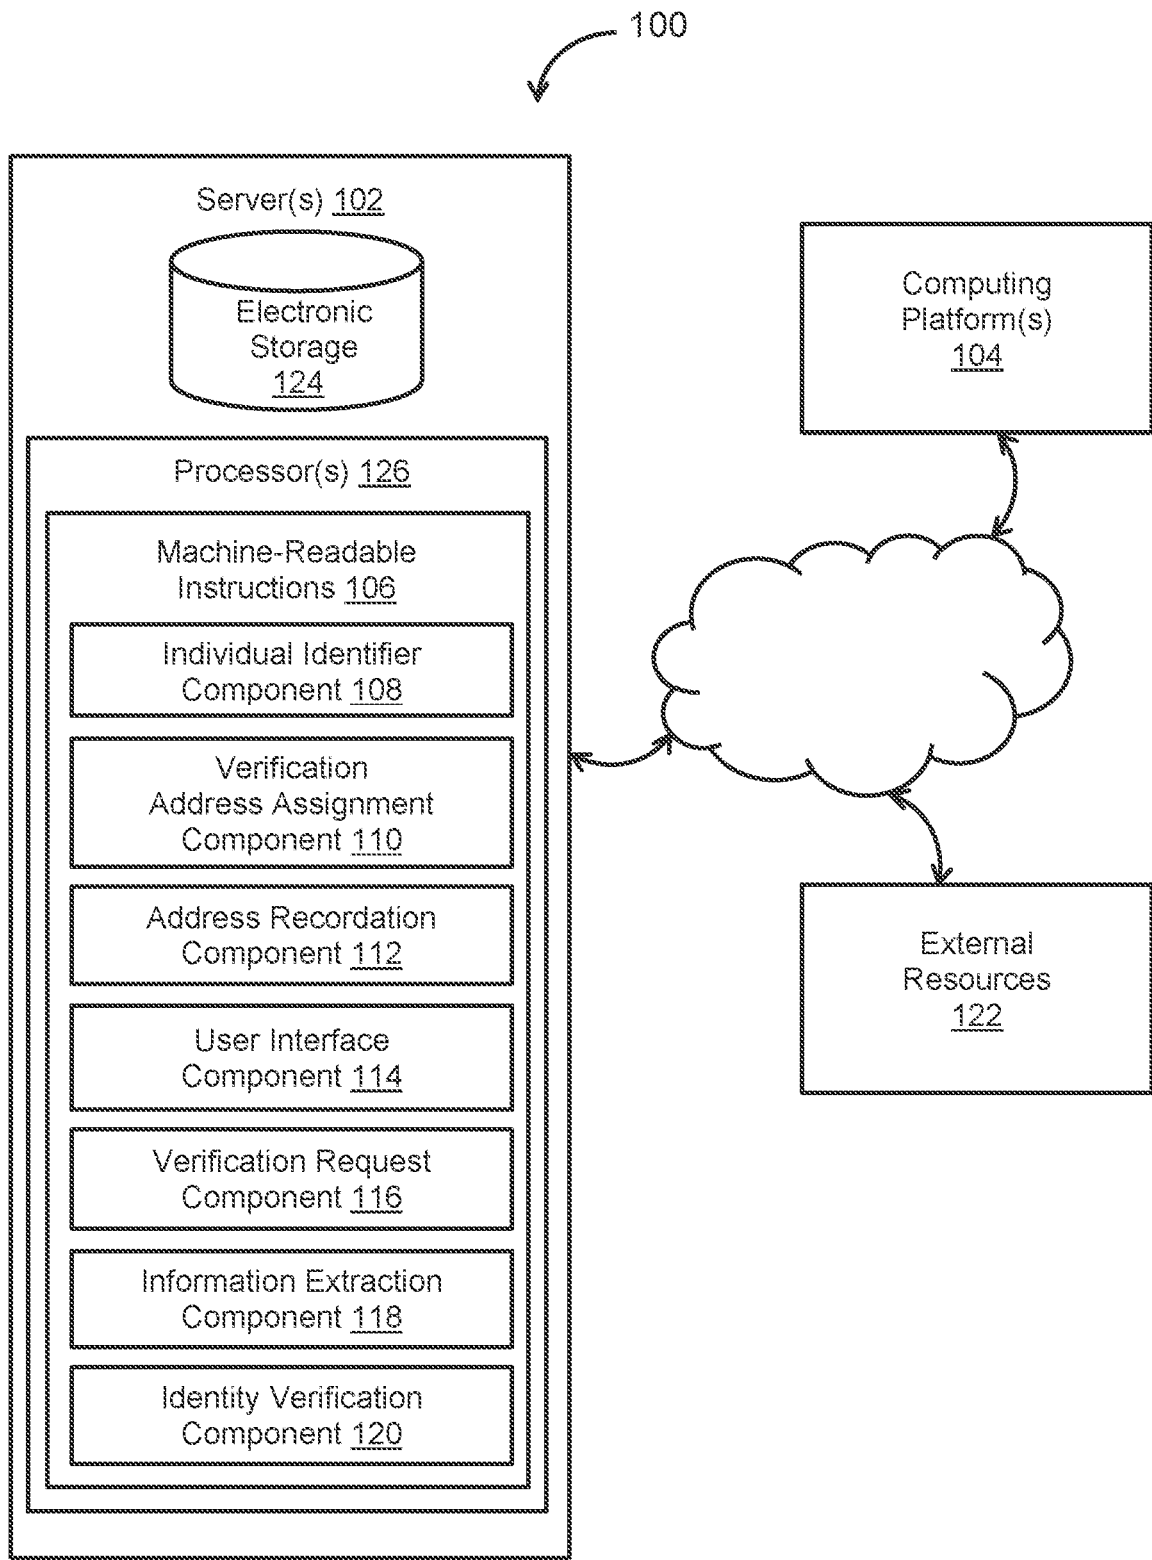 100
Server(s) 102
Electronic
Storage
124
Processor(s) 126
Machine-Readable
Instructions 106
Individual Identifier
Component 108
Verification
Address Assignment
Component 110
Address Recordation
Component 112
User Interface
Component 114
Verification Request
Component 116
Information Extraction
Component 118
Identity Verification
Component 120
Computing
Platform(s)
104
External
Resources
122